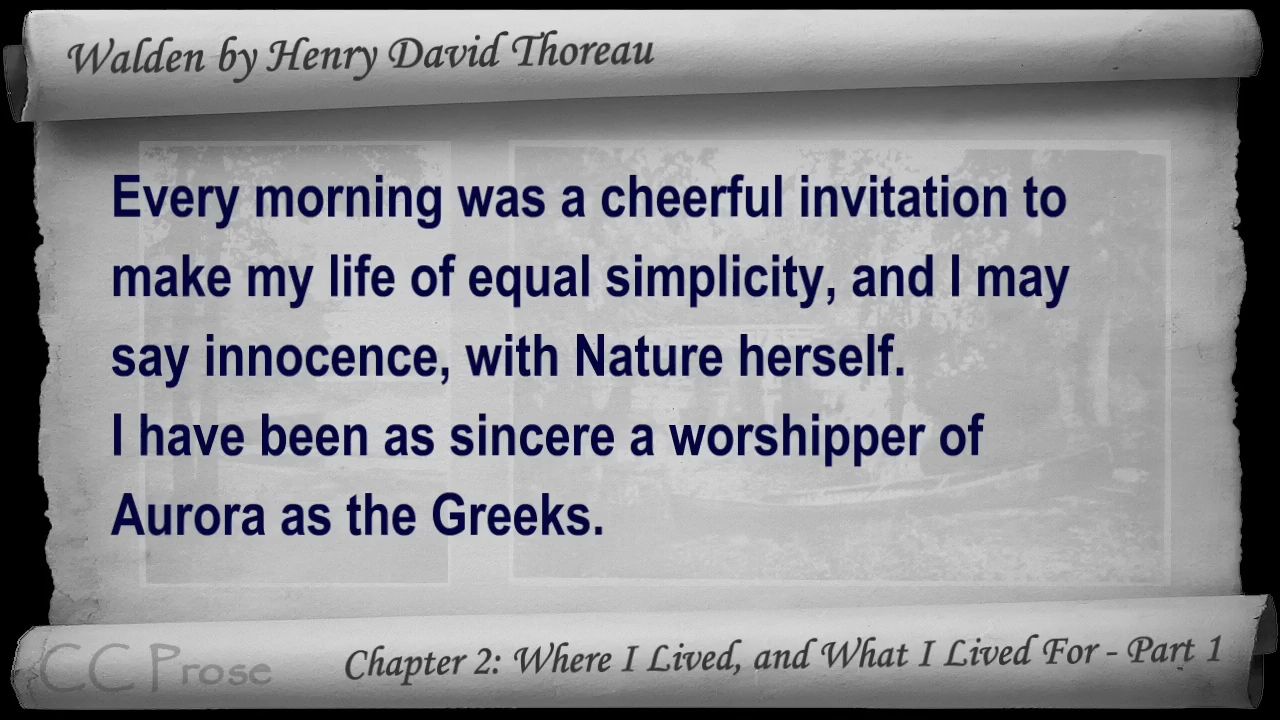 Walden by Henry David Thoreau
Every morning was a cheerful invitation to
make my life of equal simplicity, and I may
say innocence, with Nature herself.
I have been as sincere a worshipper of
Aurora as the Greeks.
CC Prose
Chapter 2: Where I Lived, and What I Lived For - Part 1